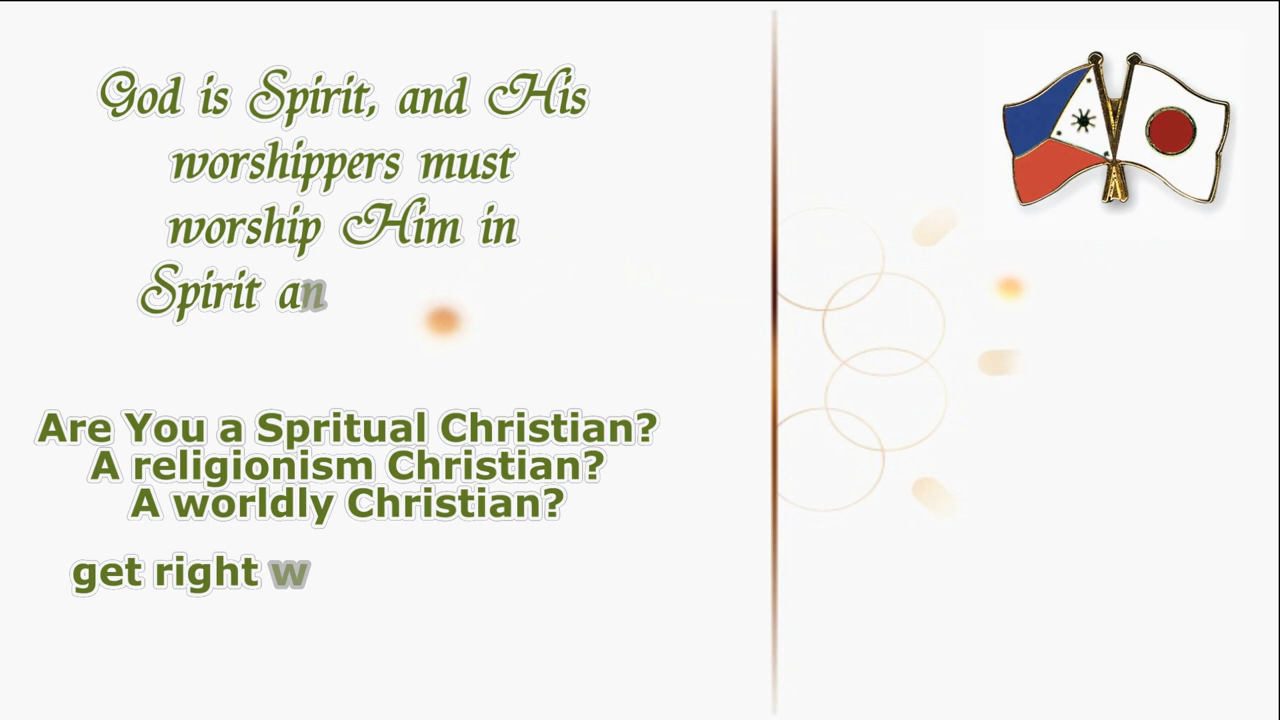 God is Spirit, and His
worshippers must
worship Him in
Spirit an
Are You a Spritual Christian?
A religionism Christian?
A worldly Christian?
get right w